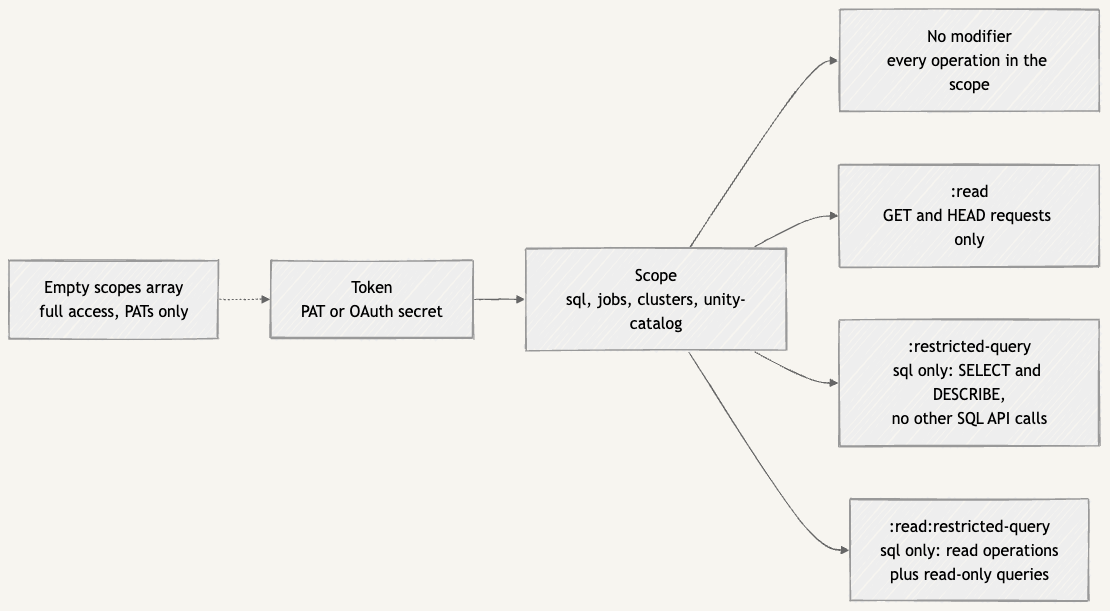 Empty scopes array
full access, PATs only
Token
PAT or OAuth secret
Scope
sql, jobs, clusters, unity-
catalog
No modifier
every operation in the
scope
:read
GET and HEAD requests
only
:restricted-query
sql only: SELECT and
DESCRIBE,
no other SQL API calls
:read:restricted-query
sql only: read operations
plus read-only queries